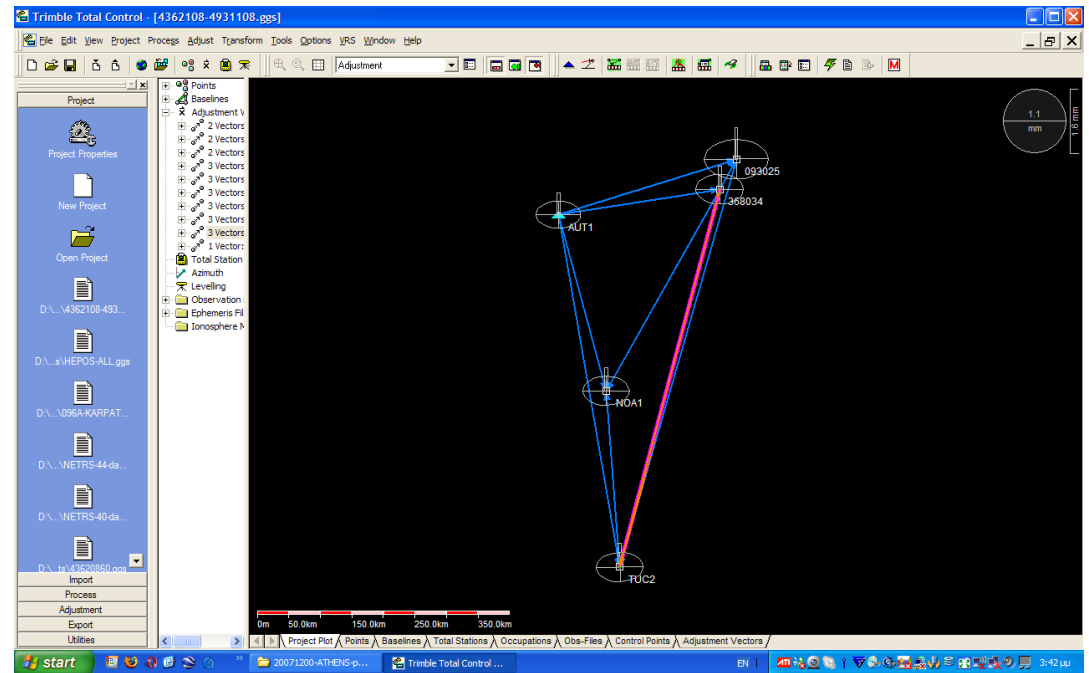 Trimble Total Control - [4362108-4931108.ggs]
File Edit View Project Process Adjust Transform Tools Options VRS Window Help
Adjustment
M
Project
Project Properties
New Project
Open Project
D:\...\4362108-493...
D:\...s\HEPOS-ALL.ggs
D:\...\096A-KARPAT...
D:\...\NETRS-44-da...
D:\...\NETRS-40-da...
D:\...ts\43620860.ggs
Import
Process
Adjustment
Export
Utilities
Points
Baselines
Adjustment V
2 Vectors
2 Vectors
2 Vectors
3 Vectors
3 Vectors
3 Vectors
3 Vectors
3 Vectors
3 Vectors
1 Vector:
Total Station
Azimuth
Levelling
Observation
Ephemeris Fil
Ionosphere M
1.1
mm
1.6 mm
093025
368034
AUT1
NOA1
TUC2
0m 50.0km 150.0km 250.0km 350.0km
Project Plot Points Baselines Total Stations Occupations Obs-Files Control Points Adjustment Vectors
start
20071200-ATHENS-p...
Trimble Total Control ...
EN
3:42 μμ